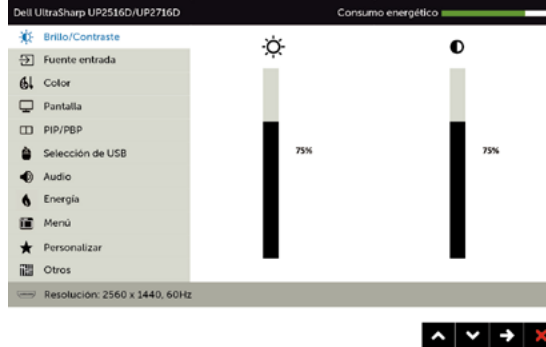 Dell UltraSharp UP2516D/UP2716D
Consumo energético
Brillo/Contraste
Fuente entrada
Color
Pantalla
PIP/PBP
Selección de USB
Audio
Energía
Menú
Personalizar
Otros
75%
75%
Resolución: 2560 x 1440, 60Hz